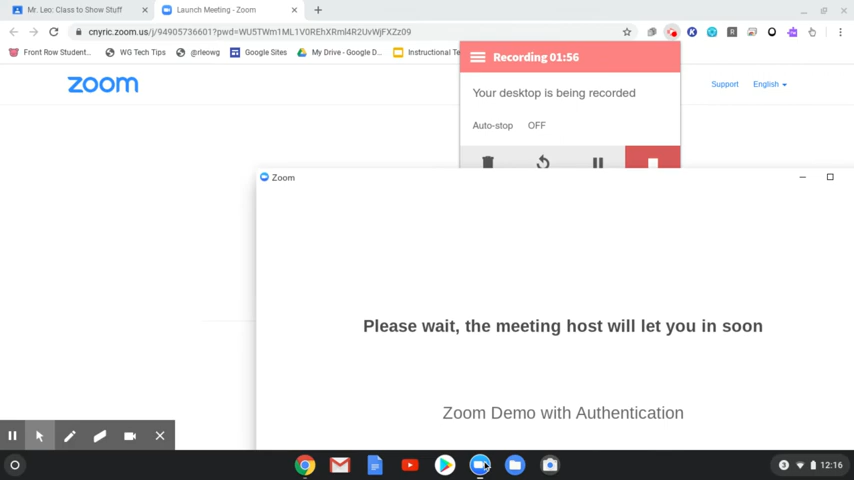 Mr. Leo: Class to Show Stuff
Launch Meeting - Zoom
cnyric.zoom.us/j/94905736601?pwd=WU5TWm1ML1V0REhXRml4R2UvWjFXZz09
Front Row Student...
WG Tech Tips
@rleowg
Google Sites
My Drive - Google D...
Instructional Te
Recording 01:56
zoom
Support
English
Your desktop is being recorded
Auto-stop OFF
Zoom
Please wait, the meeting host will let you in soon
Zoom Demo with Authentication
3
12:16